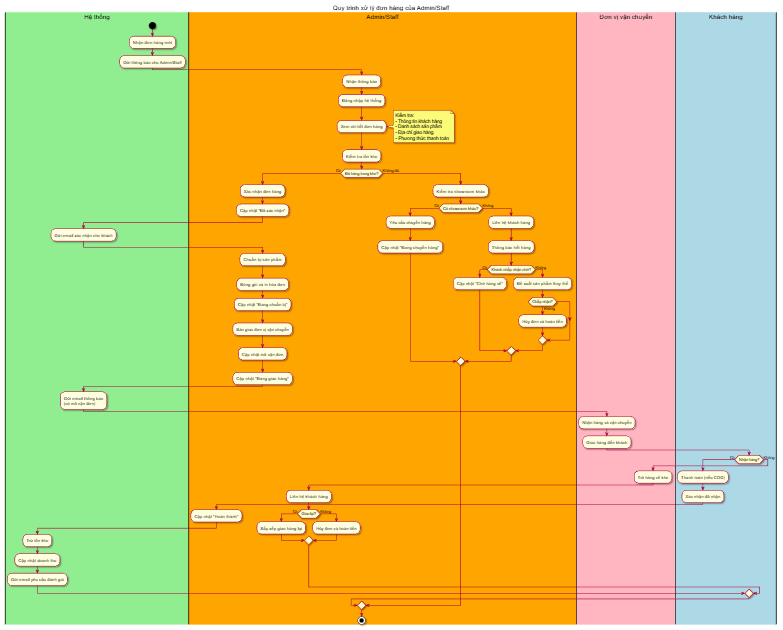 Quy trình xử lý đơn hàng của Admin/Staff
Hệ thống
Admin/Staff
Đơn vị vận chuyển
Khách hàng
Nhận đơn hàng mới
Gửi thông báo cho Admin/Staff
Nhận thông báo
Đăng nhập hệ thống
Xem chi tiết đơn hàng
Kiểm tra:
- Thông tin khách hàng
- Danh sách sản phẩm
- Địa chỉ giao hàng
- Phương thức thanh toán
Kiểm tra tồn kho
Có
Đủ hàng trong kho?
Không đủ
Xác nhận đơn hàng
Cập nhật "Đã xác nhận"
Kiểm tra showroom khác
Có
Có showroom khác?
Không
Yêu cầu chuyển hàng
Cập nhật "Đang chuyển hàng"
Liên hệ khách hàng
Thông báo hết hàng
Có
Khách chấp nhận chờ?
Không
Cập nhật "Chờ hàng về"
Đề xuất sản phẩm thay thế
Chấp nhận?
Không
Hủy đơn và hoàn tiền
Gửi email xác nhận cho khách
Chuẩn bị sản phẩm
Đóng gói và in hóa đơn
Cập nhật "Đang chuẩn bị"
Bàn giao đơn vị vận chuyển
Cập nhật mã vận đơn
Cập nhật "Đang giao hàng"
Gửi email thông báo
(có mã vận đơn)
Nhận hàng và vận chuyển
Giao hàng đến khách
Có
Nhận hàng?
Không
Trả hàng về kho
Thanh toán (nếu COD)
Xác nhận đã nhận
Liên hệ khách hàng
Cập nhật "Hoàn thành"
Có
Giao lại?
Không
Sắp xếp giao hàng lại
Hủy đơn và hoàn tiền
Trừ tồn kho
Cập nhật doanh thu
Gửi email yêu cầu đánh giá